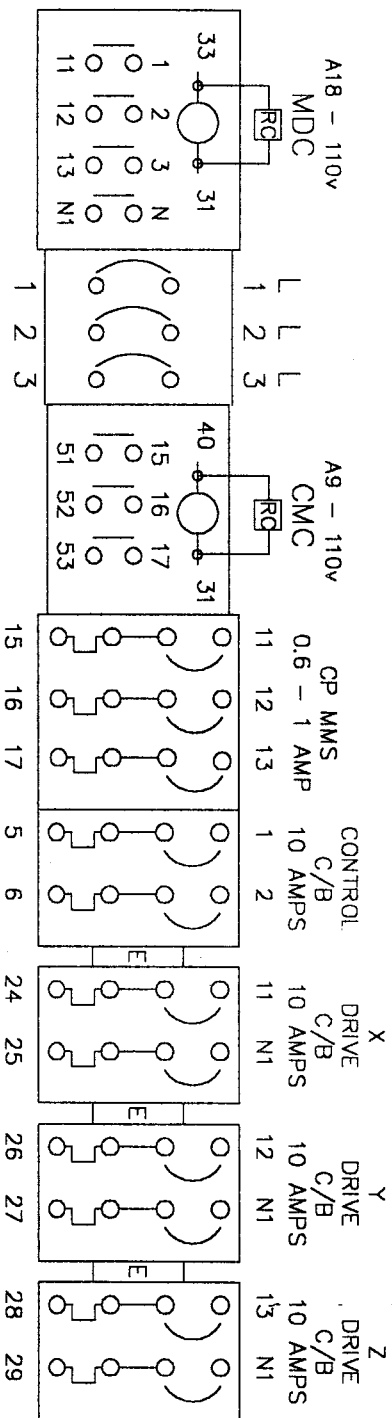 A18 - 110v
MDC
RC
33 31
1 2 3 N
11 12 13 N1
L L L
1 2 3
1 2 3
A9 - 110v
CMC
RC
40 31
15 16 17
51 52 53
CP MMS
0.6 - 1 AMP
11 12 13
15 16 17
CONTROL
C/B
10 AMPS
1 2
5 6
E
X
DRIVE
C/B
10 AMPS
11 N1
24 25
E
Y
DRIVE
C/B
10 AMPS
12 N1
26 27
E
Z
DRIVE
C/B
10 AMPS
13 N1
28 29